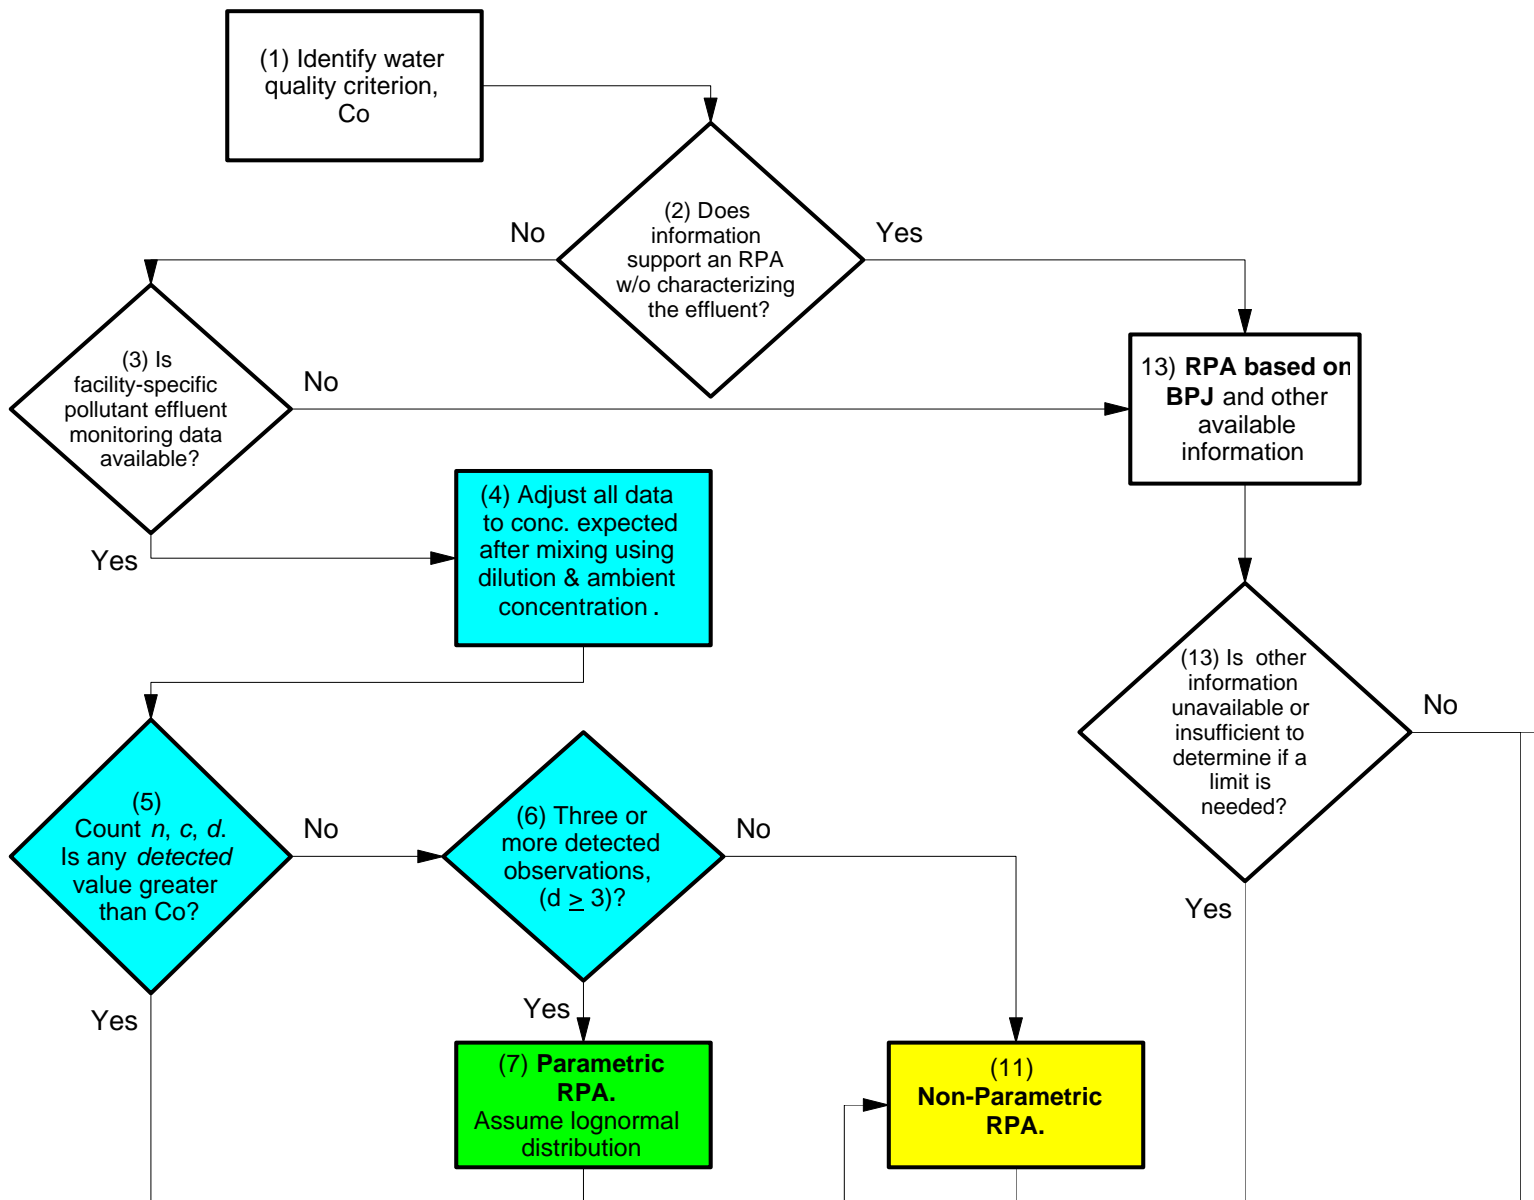 (1) Identify water
quality criterion,
Co
(2) Does
information
support an RPA
w/o characterizing
the effluent?
No
Yes
(3) Is
facility-specific
pollutant effluent
monitoring data
available?
No
Yes
13) RPA based on
BPJ and other
available
information
(4) Adjust all data
to conc. expected
after mixing using
dilution & ambient
concentration .
(13) Is other
information
unavailable or
insufficient to
determine if a
limit is
needed?
No
Yes
(5)
Count n, c, d.
Is any detected
value greater
than Co?
No
Yes
(6) Three or
more detected
observations,
(d ≥ 3)?
No
Yes
(7) Parametric
RPA.
Assume lognormal
distribution
(11)
Non-Parametric
RPA.